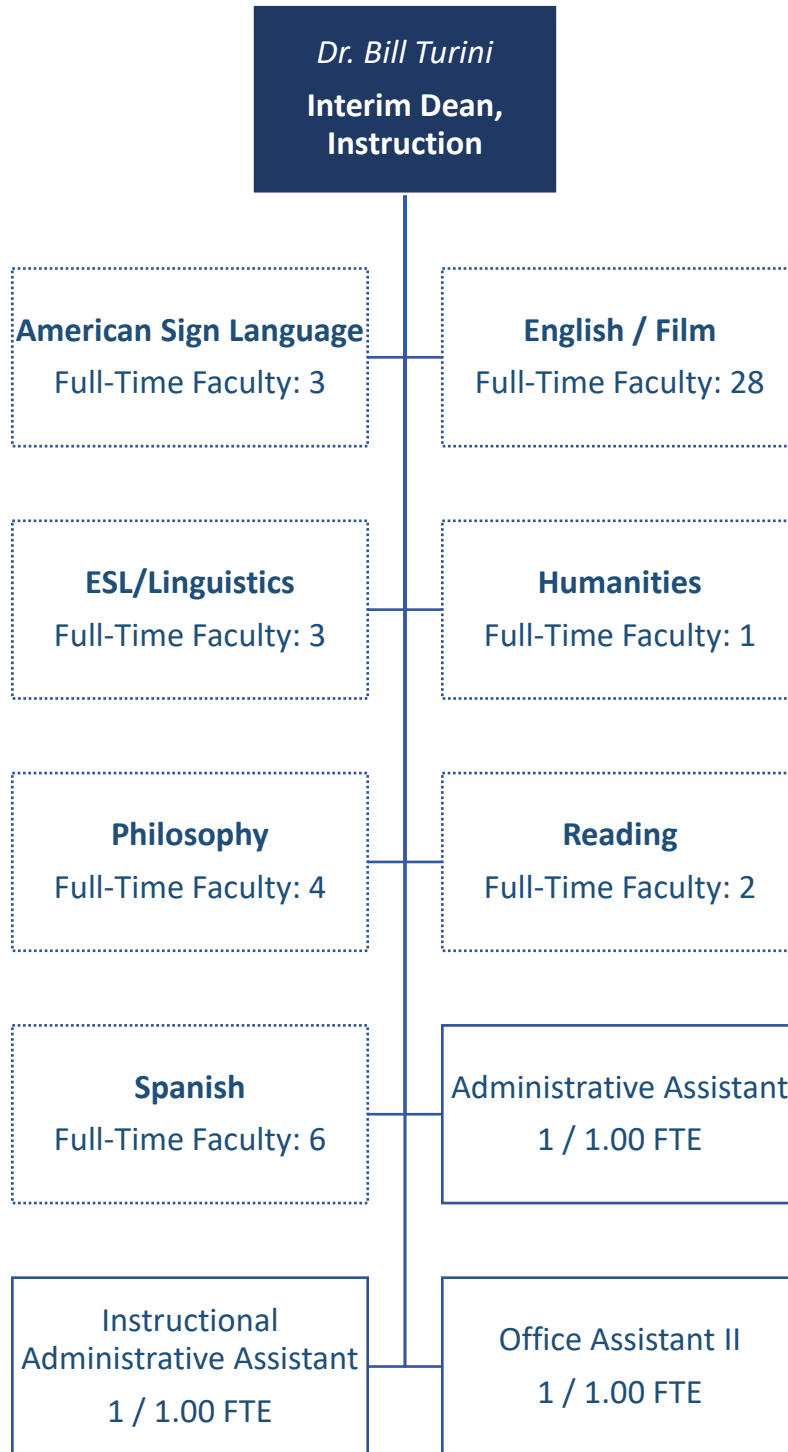 Dr. Bill Turini
Interim Dean,
Instruction
American Sign Language
Full-Time Faculty: 3
English / Film
Full-Time Faculty: 28
ESL/Linguistics
Full-Time Faculty: 3
Humanities
Full-Time Faculty: 1
Philosophy
Full-Time Faculty: 4
Reading
Full-Time Faculty: 2
Spanish
Full-Time Faculty: 6
Administrative Assistant
1 / 1.00 FTE
Instructional
Administrative Assistant
1 / 1.00 FTE
Office Assistant II
1 / 1.00 FTE